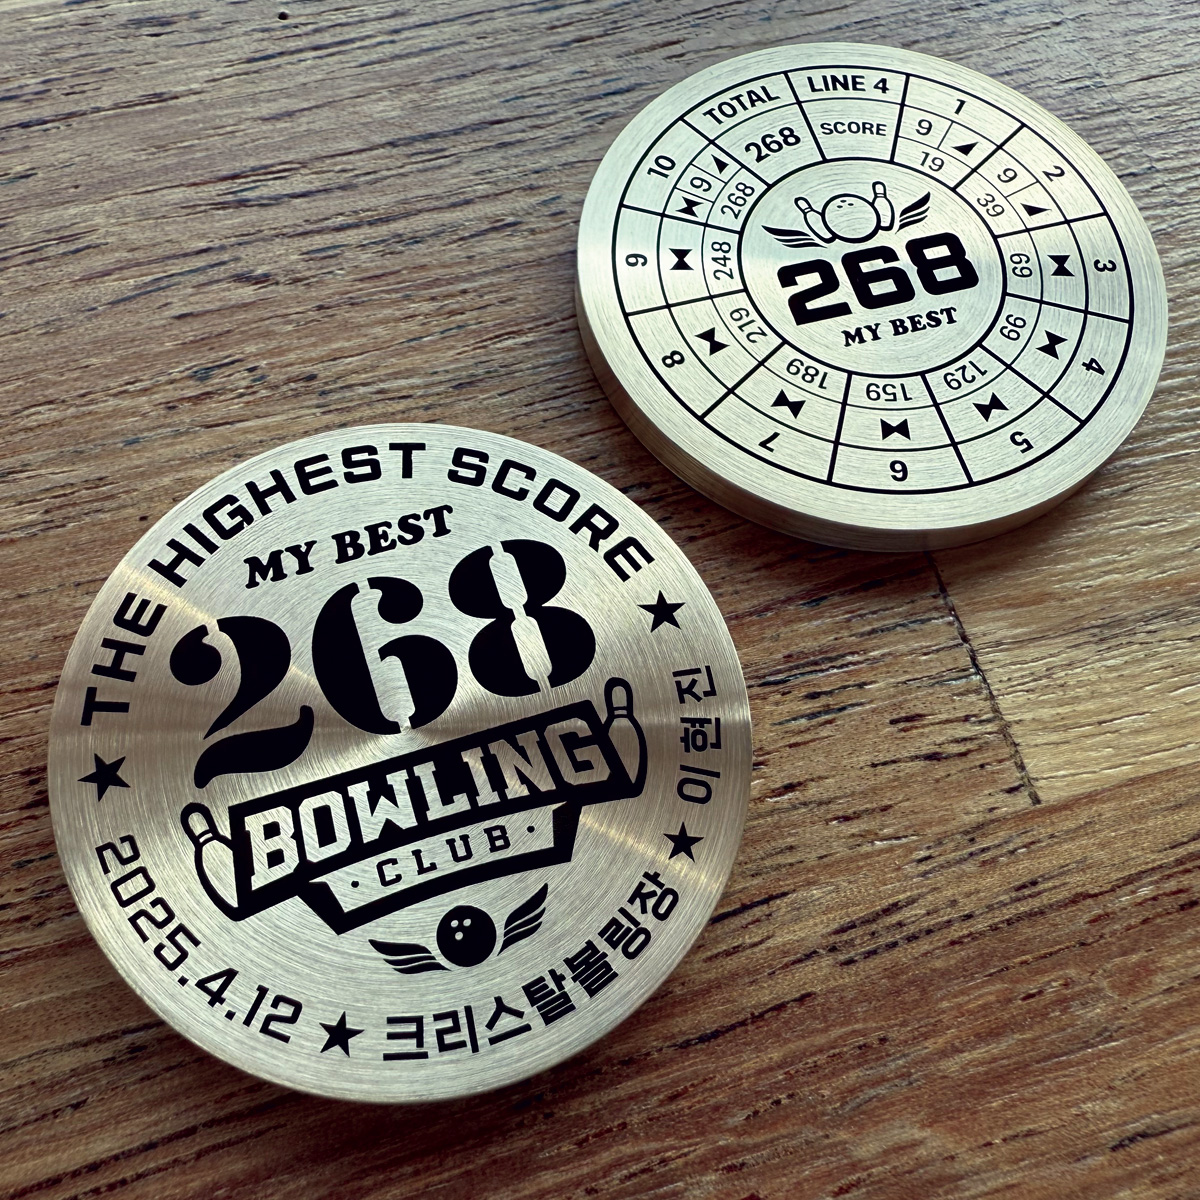 THE HIGHEST SCORE
MY BEST
268
BOWLING
·CLUB·
2025.4.12 ★ 크리스탈볼링장 ★ 이현진 ★
LINE 4
SCORE
1
9
19
2
9
39
3
69
4
99
5
129
6
159
7
189
8
219
9
248
10
9
268
TOTAL
268
268
MY BEST